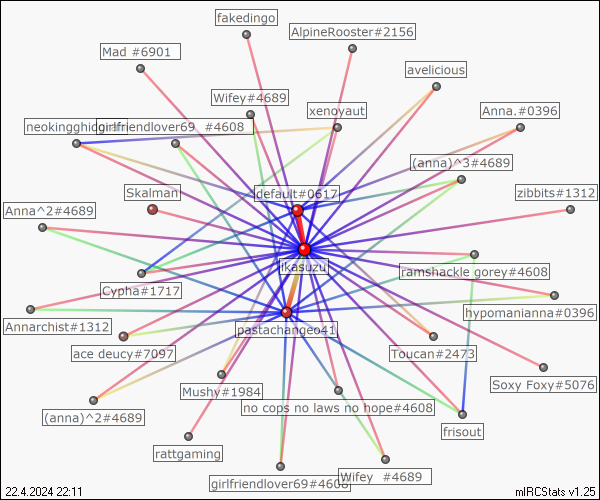 fakedingo
AlpineRooster#2156
Mad #6901
avelicious
Wifey#4689
xenoyaut
Anna.#0396
girlfriendlover69 #4608
(anna)^3#4689
Skalman
default#0617
zibbits#1312
Anna^2#4689
ikasuzu
ramshackle gorey#4608
Cypha#1717
hypomanianna#0396
Annarchist#1312
pastachangeo41
ace deucy#7097
Toucan#2473
Soxy Foxy#5076
Mushy#1984
no cops no laws no hope#4608
(anna)^2#4689
frisout
rattgaming
girlfriendlover69#4608
Wifey #4689
22.4.2024 22:11
mIRCStats v1.25